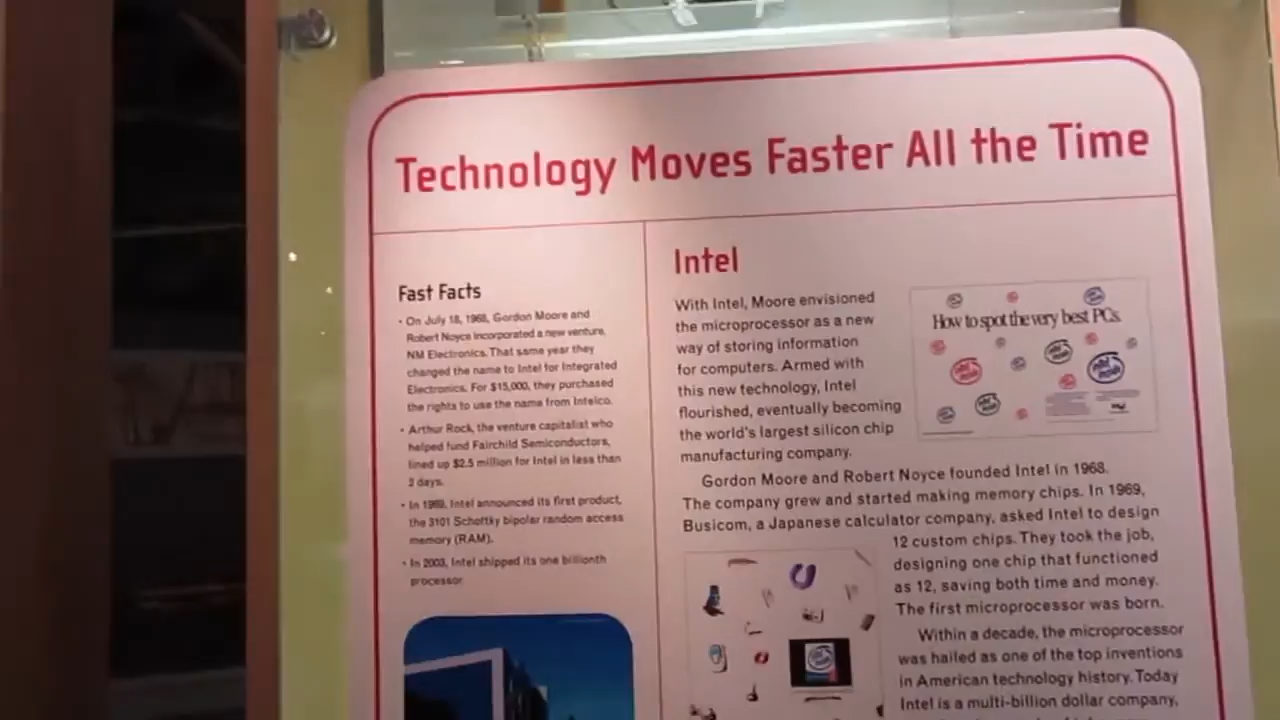 Technology Moves Faster All the Time
Fast Facts
• On July 18, 1968, Gordon Moore and
Robert Noyce incorporated a new venture,
NM Electronics. That same year they
changed the name to Intel for Integrated
Electronics. For $15,000, they purchased
the rights to use the name from Intelco.
• Arthur Rock, the venture capitalist who
helped fund Fairchild Semiconductors,
lined up $2.5 million for Intel in less than
2 days.
• In 1969, Intel announced its first product,
the 3101 Schottky bipolar random access
memory (RAM).
• In 2003, Intel shipped its one billionth
processor
Intel
With Intel, Moore envisioned
the microprocessor as a new
way of storing information
for computers. Armed with
this new technology, Intel
flourished, eventually becoming
the world's largest silicon chip
manufacturing company.
How to spot the very best PCs.
Gordon Moore and Robert Noyce founded Intel in 1968.
The company grew and started making memory chips. In 1969,
Busicom, a Japanese calculator company, asked Intel to design
12 custom chips. They took the job,
designing one chip that functioned
as 12, saving both time and money.
The first microprocessor was born.
Within a decade, the microprocessor
was hailed as one of the top inventions
in American technology history. Today
Intel is a multi-billion dollar company,